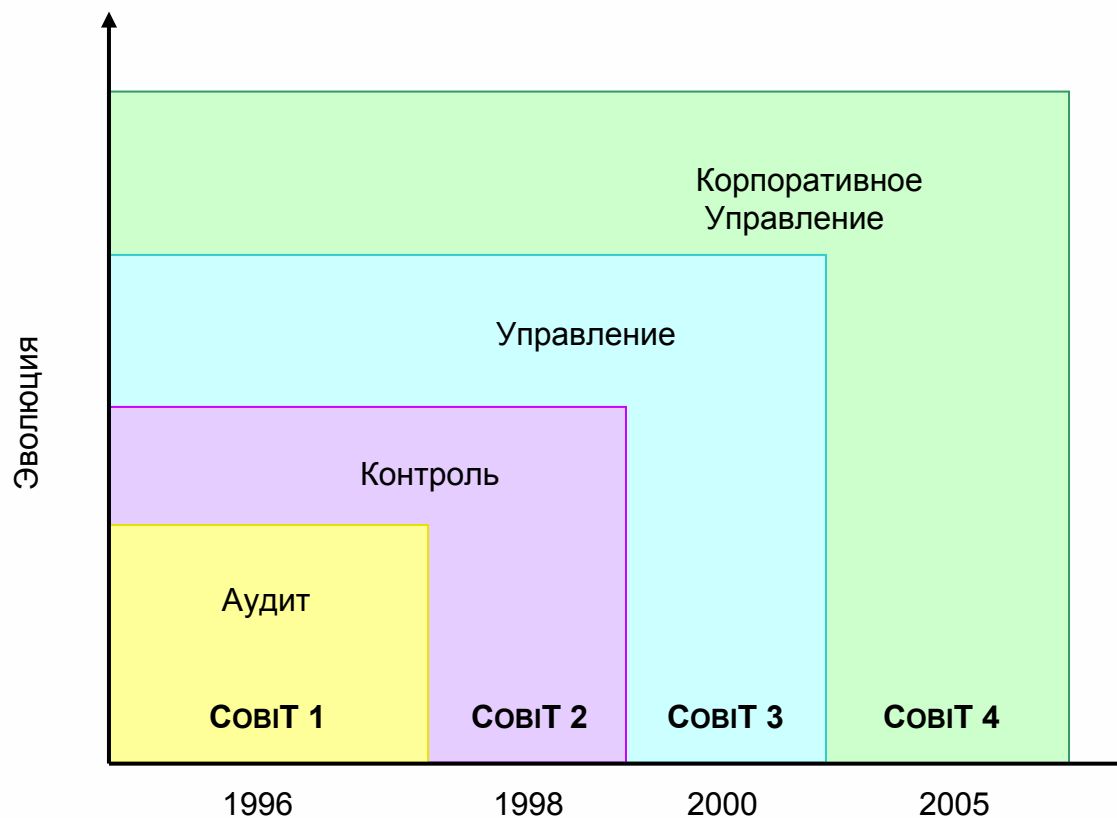 Корпоративное
Управление
Управление
Эволюция
Контроль
Аудит
COBIT 1
COBIT 2
COBIT 3
COBIT 4
1996
1998
2000
2005